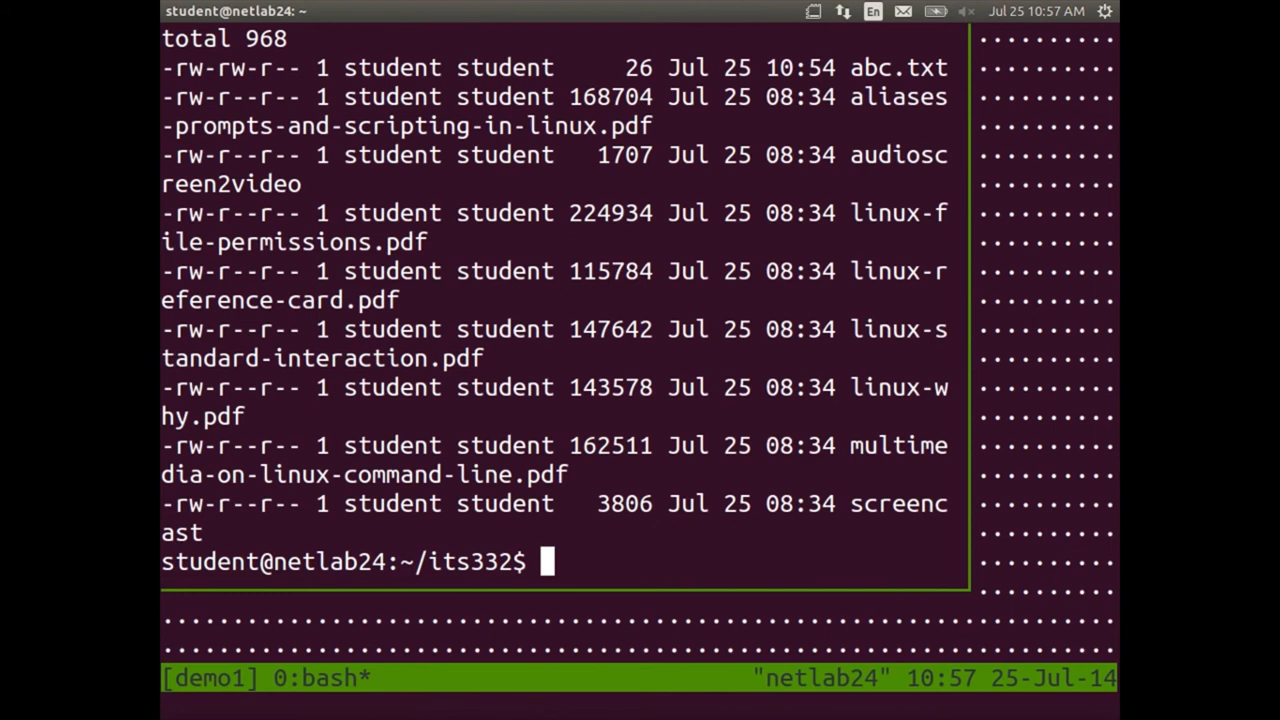 student@netlab24: ~ En Jul 25 10:57 AM
total 968
-rw-rw-r-- 1 student student     26 Jul 25 10:54 abc.txt
-rw-r--r-- 1 student student 168704 Jul 25 08:34 aliases
-prompts-and-scripting-in-linux.pdf
-rw-r--r-- 1 student student   1707 Jul 25 08:34 audiosc
reen2video
-rw-r--r-- 1 student student 224934 Jul 25 08:34 linux-f
ile-permissions.pdf
-rw-r--r-- 1 student student 115784 Jul 25 08:34 linux-r
eference-card.pdf
-rw-r--r-- 1 student student 147642 Jul 25 08:34 linux-s
tandard-interaction.pdf
-rw-r--r-- 1 student student 143578 Jul 25 08:34 linux-w
hy.pdf
-rw-r--r-- 1 student student 162511 Jul 25 08:34 multime
dia-on-linux-command-line.pdf
-rw-r--r-- 1 student student   3806 Jul 25 08:34 screenc
ast
student@netlab24:~/its332$
[demo1] 0:bash* "netlab24" 10:57 25-Jul-14